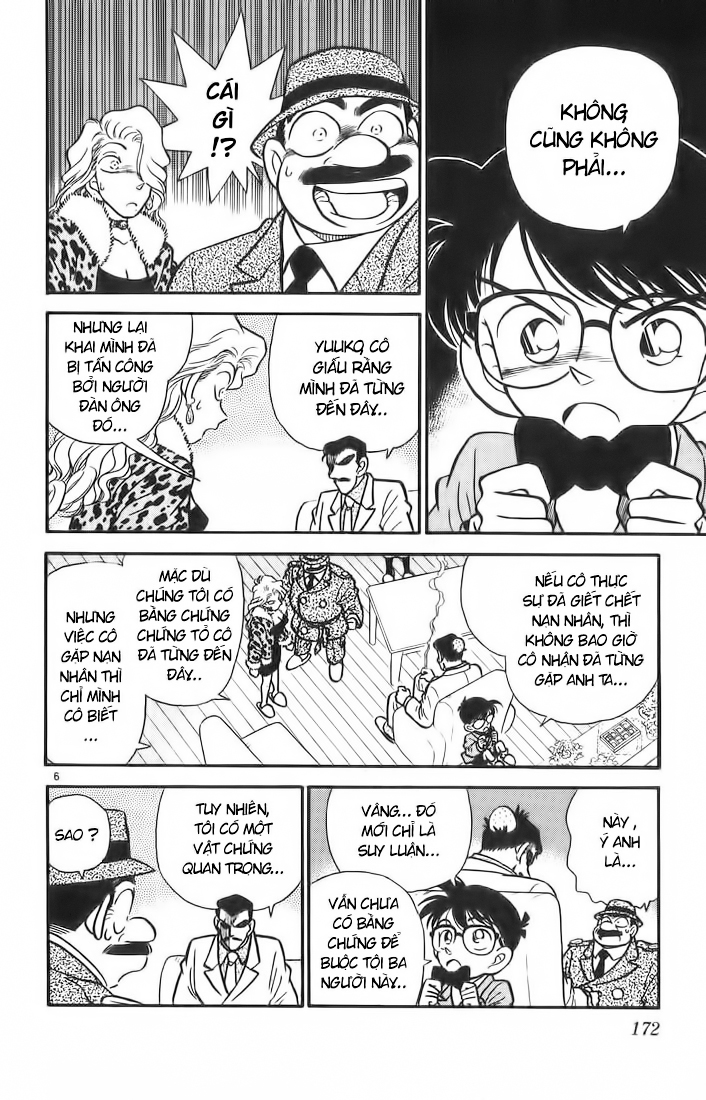 KHÔNG
CŨNG KHÔNG
PHẢI...
CÁI
GÌ
!?
YUUKO, CÔ
GIẤU RẰNG
MÌNH ĐÃ TỪNG
ĐẾN ĐÂY..
NHƯNG LẠI
KHAI MÌNH ĐÃ
BỊ TẤN CÔNG
BỞI NGƯỜI
ĐÀN ÔNG
ĐÓ...
NẾU CÔ THỰC
SỰ ĐÃ GIẾT CHẾT
NẠN NHÂN, THÌ
KHÔNG BAO GIỜ
CÔ NHẬN ĐÃ TỪNG
GẶP ANH TA...
MẶC DÙ
CHÚNG TÔI CÓ
BẰNG CHỨNG
CHỨNG TỎ CÔ
ĐÃ TỪNG ĐẾN
ĐÂY..
NHƯNG
VIỆC CÔ
GẶP NẠN
NHÂN THÌ
CHỈ MÌNH
CÔ BIẾT
...
6
NÀY ,
Ý ANH
LÀ...
VÂNG... ĐÓ
MỚI CHỈ LÀ
SUY LUẬN...
VẪN CHƯA
CÓ BẰNG
CHỨNG ĐỂ
BUỘC TỘI BA
NGƯỜI NÀY..
TUY NHIÊN,
TÔI CÓ MỘT
VẬT CHỨNG
QUAN TRỌNG...
SAO ?
172